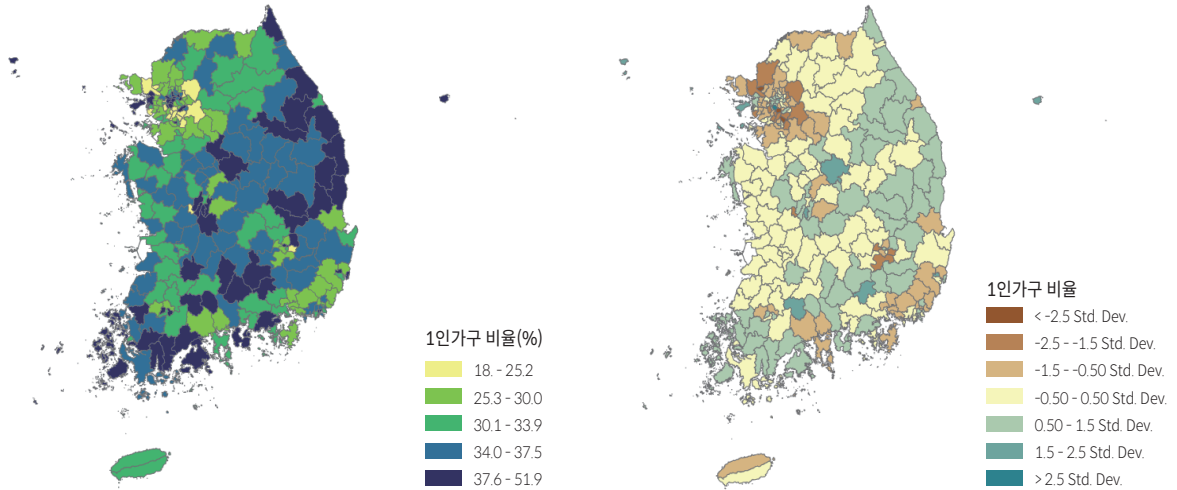 1인가구 비율(%)
18. - 25.2
25.3 - 30.0
30.1 - 33.9
34.0 - 37.5
37.6 - 51.9
1인가구 비율
< -2.5 Std. Dev.
-2.5 - -1.5 Std. Dev.
-1.5 - -0.50 Std. Dev.
-0.50 - 0.50 Std. Dev.
0.50 - 1.5 Std. Dev.
1.5 - 2.5 Std. Dev.
> 2.5 Std. Dev.